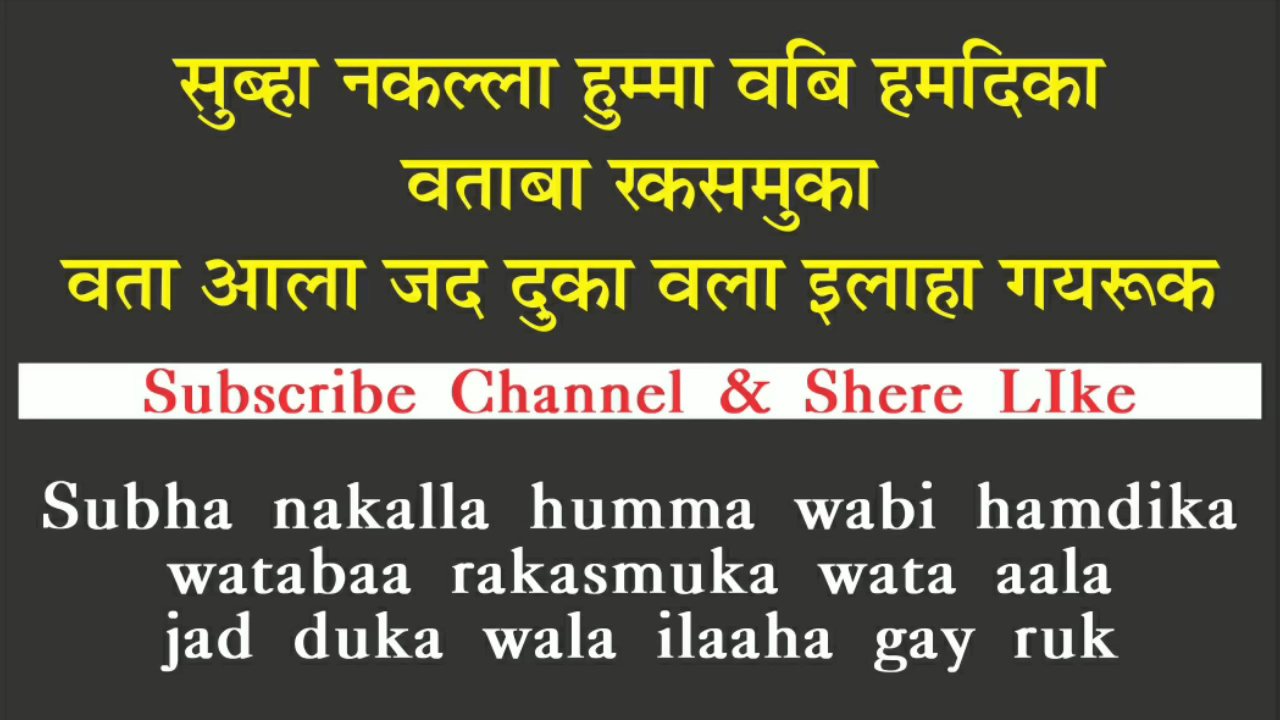 सुब्हा नकल्ला हुम्मा वबि हमदिका
वताबा रकसमुका
वता आला जद दुका वला इलाहा गयरूक
Subscribe Channel & Shere LIke
Subha nakalla humma wabi hamdika
watabaa rakasmuka wata aala
jad duka wala ilaaha gay ruk